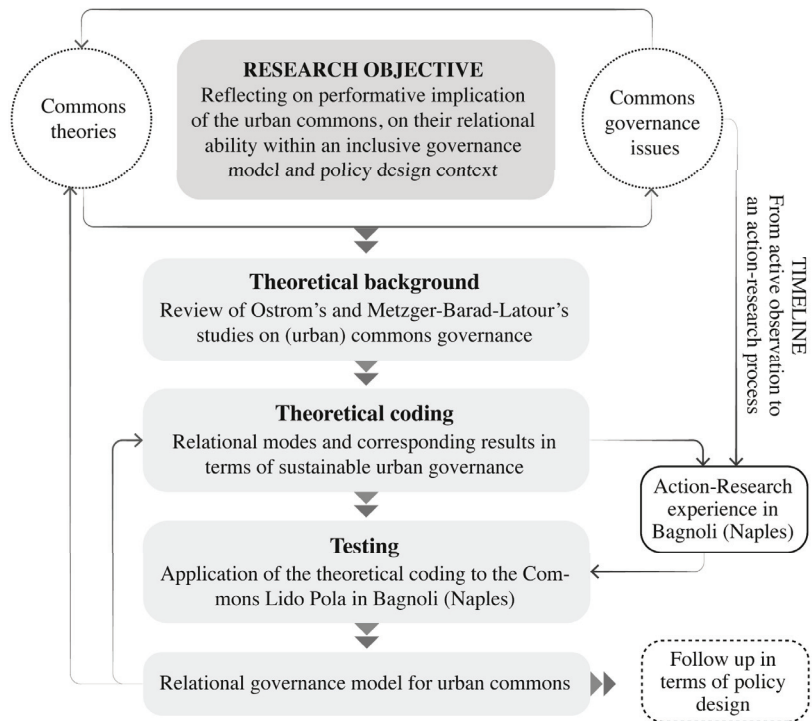 Commons
theories
RESEARCH OBJECTIVE
Reflecting on performative implication
of the urban commons, on their relational
ability within an inclusive governance
model and policy design context
Commons
governance
issues
TIMELINE
From active observation to
an action-research process
Theoretical background
Review of Ostrom's and Metzger-Barad-Latour's
studies on (urban) commons governance
Theoretical coding
Relational modes and corresponding results in
terms of sustainable urban governance
Action-Research
experience in
Bagnoli (Naples)
Testing
Application of the theoretical coding to the Com-
mons Lido Pola in Bagnoli (Naples)
Relational governance model for urban commons
Follow up in
terms of policy
design